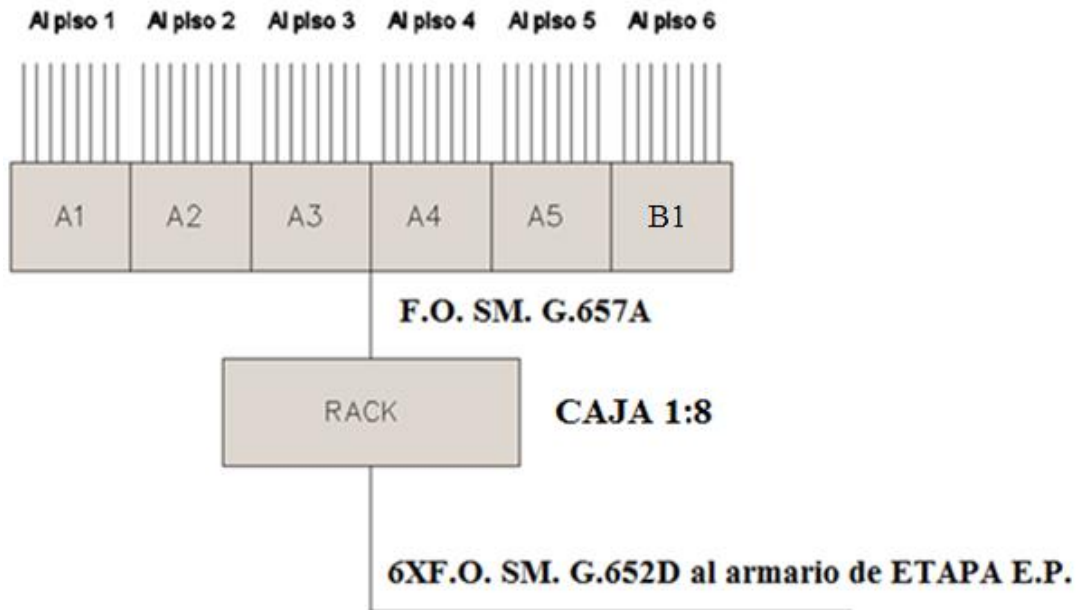 Al piso 1 Al piso 2 Al piso 3 Al piso 4 Al piso 5 Al piso 6
A1 A2 A3 A4 A5 B1
F.O. SM. G.657A
RACK CAJA 1:8
6XF.O. SM. G.652D al armario de ETAPA E.P.